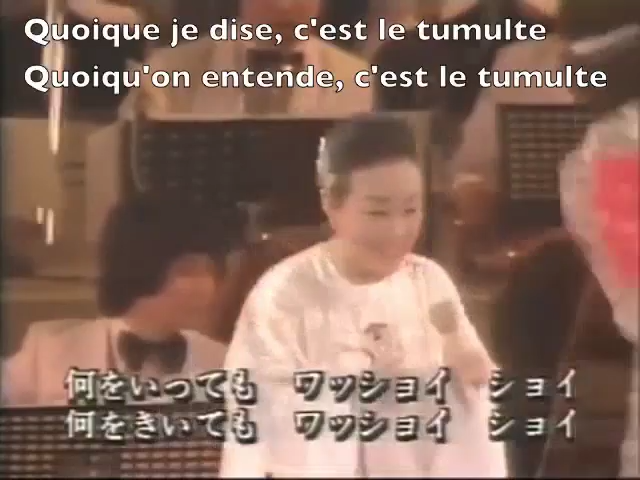 Quoique je dise, c'est le tumulte
Quoiqu'on entende, c'est le tumulte
何をいっても ワッショイ ショイ
何をきいても ワッショイ ショイ